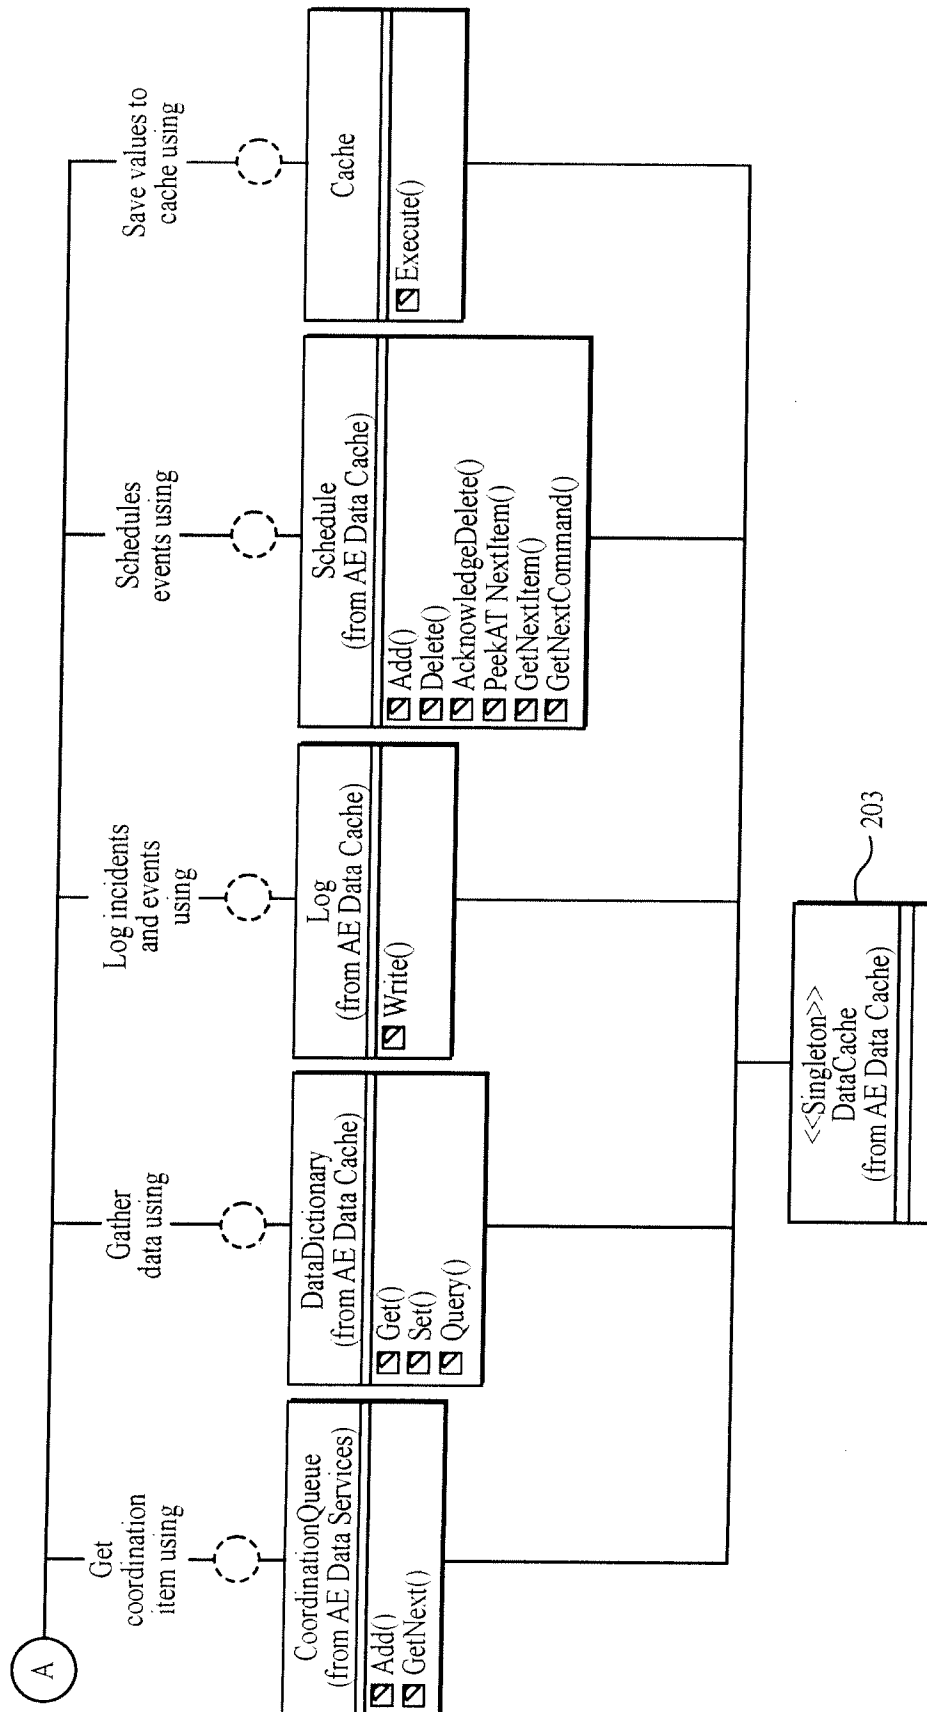 A
Get
coordination
item using
CoordinationQueue
(from AE Data Services)
Add()
GetNext()
Gather
data using
DataDictionary
(from AE Data Cache)
Get()
Set()
Query()
Log incidents
and events
using
Log
(from AE Data Cache)
Write()
Schedules
events using
Schedule
(from AE Data Cache)
Add()
Delete()
AcknowledgeDelete()
PeekAT NextItem()
GetNextItem()
GetNextCommand()
Save values to
cache using
Cache
Execute()
<<Singleton>>
DataCache
(from AE Data Cache)
203